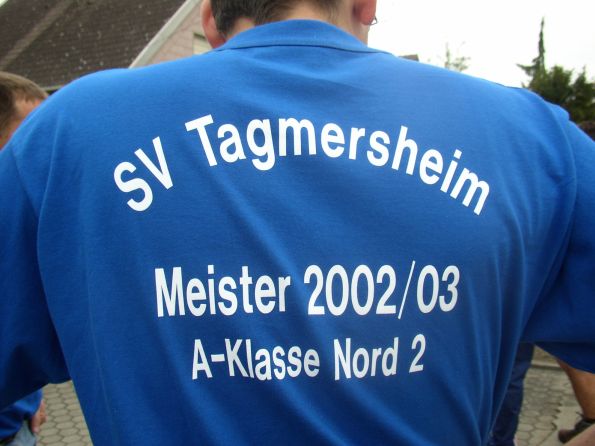 SV Tagmersheim
Meister 2002/03
A-Klasse Nord 2